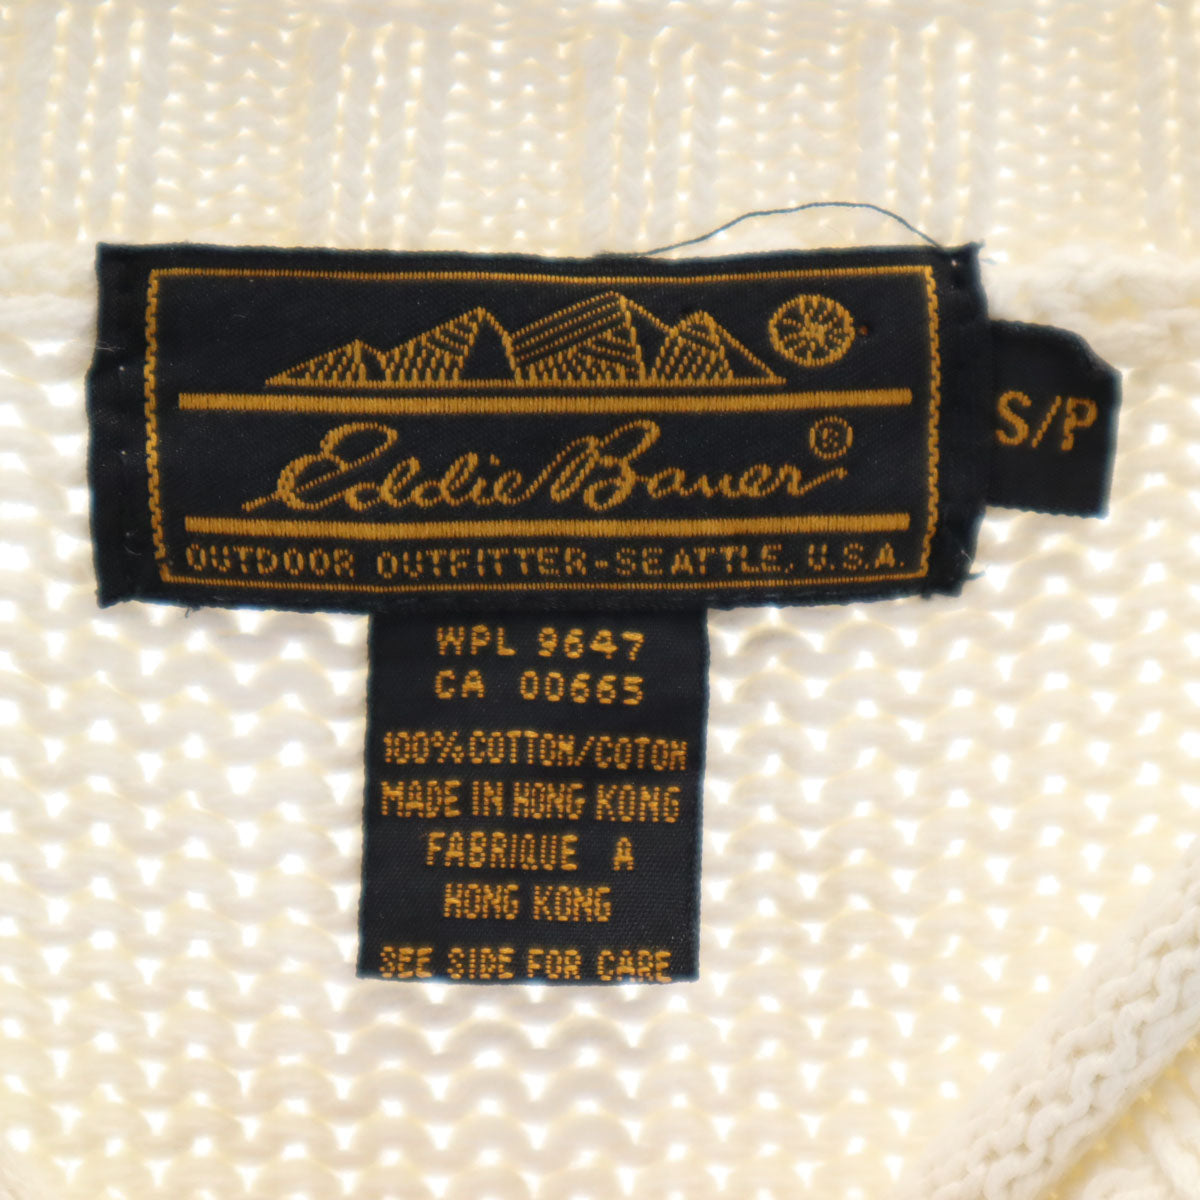 Eddie Bauer ®
OUTDOOR OUTFITTER-SEATTLE, U.S.A.
S/P
WPL 9647
CA 00665
100% COTTON/COTON
MADE IN HONG KONG
FABRIQUE A
HONG KONG
SEE SIDE FOR CARE